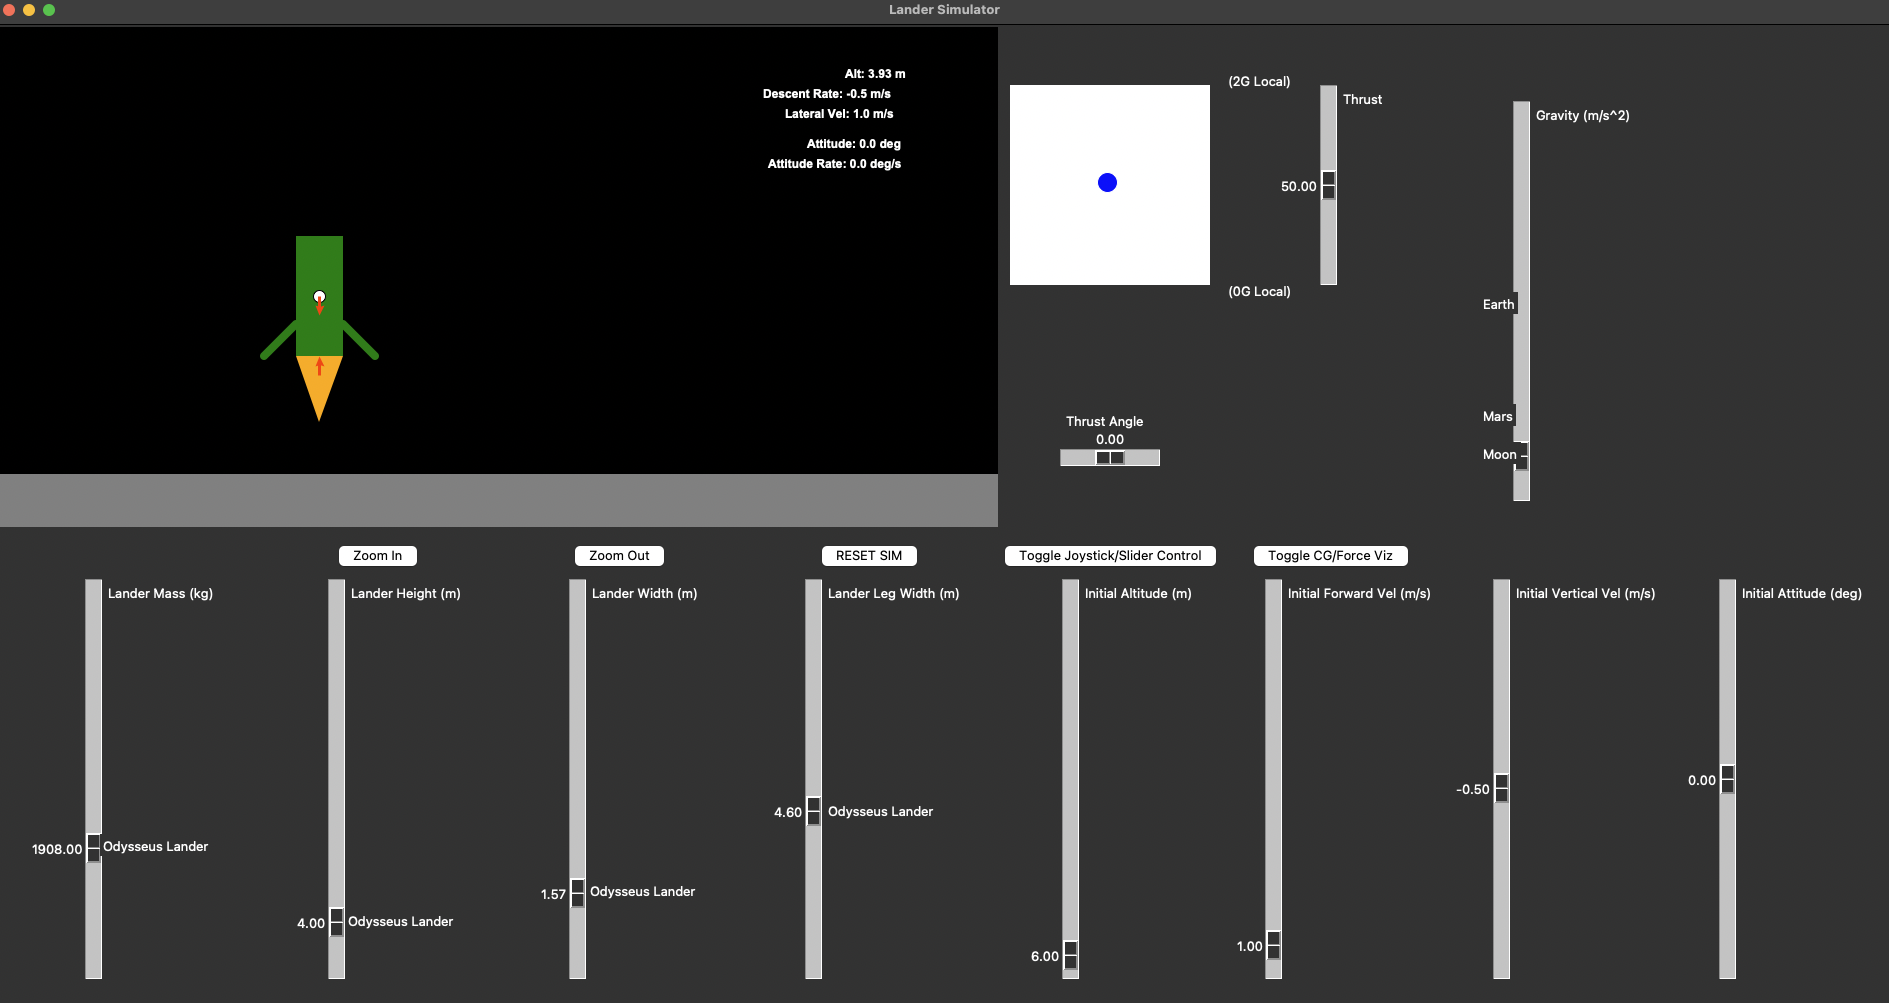 Lander Simulator
Alt: 3.93 m
Descent Rate: -0.5 m/s
Lateral Vel: 1.0 m/s
Attitude: 0.0 deg
Attitude Rate: 0.0 deg/s
(2G Local)
Thrust
Gravity (m/s^2)
50.00
(0G Local)
Earth
Mars
Moon
Thrust Angle
0.00
Zoom In
Zoom Out
RESET SIM
Toggle Joystick/Slider Control
Toggle CG/Force Viz
Lander Mass (kg)
1908.00
Odysseus Lander
Lander Height (m)
4.00
Odysseus Lander
Lander Width (m)
1.57
Odysseus Lander
Lander Leg Width (m)
4.60
Odysseus Lander
Initial Altitude (m)
6.00
Initial Forward Vel (m/s)
1.00
Initial Vertical Vel (m/s)
-0.50
Initial Attitude (deg)
0.00